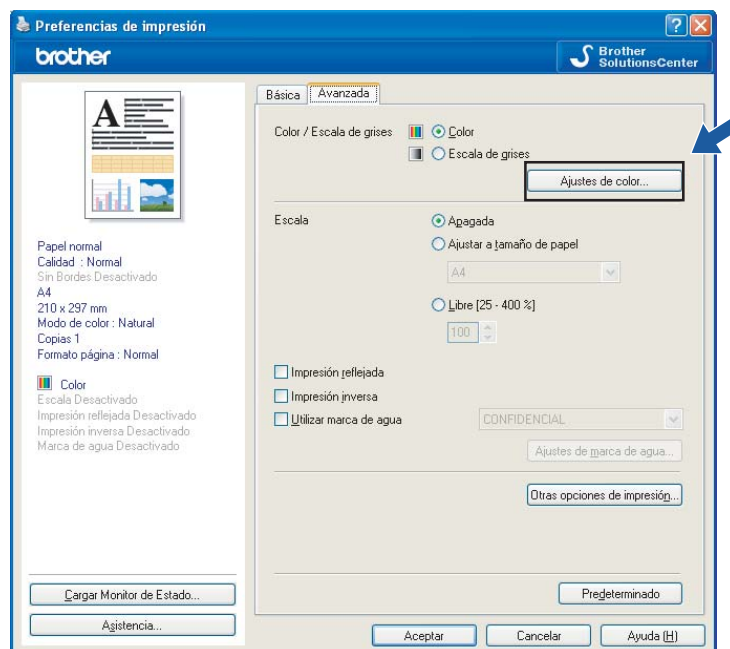 Preferencias de impresión
brother
Brother
SolutionsCenter
A
Papel normal
Calidad : Normal
Sin Bordes Desactivado
A4
210 x 297 mm
Modo de color : Natural
Copias 1
Formato página : Normal
Color
Escala Desactivado
Impresión reflejada Desactivado
Impresión inversa Desactivado
Marca de agua Desactivado
Cargar Monitor de Estado...
Asistencia...
Básica Avanzada
Color / Escala de grises Color
Escala de grises
Ajustes de color...
Escala Apagada
Ajustar a tamaño de papel
A4
Libre [25 - 400 %]
100
Impresión reflejada
Impresión inversa
Utilizar marca de agua CONFIDENCIAL
Ajustes de marca de agua...
Otras opciones de impresión...
Predeterminado
Aceptar Cancelar Ayuda (H)